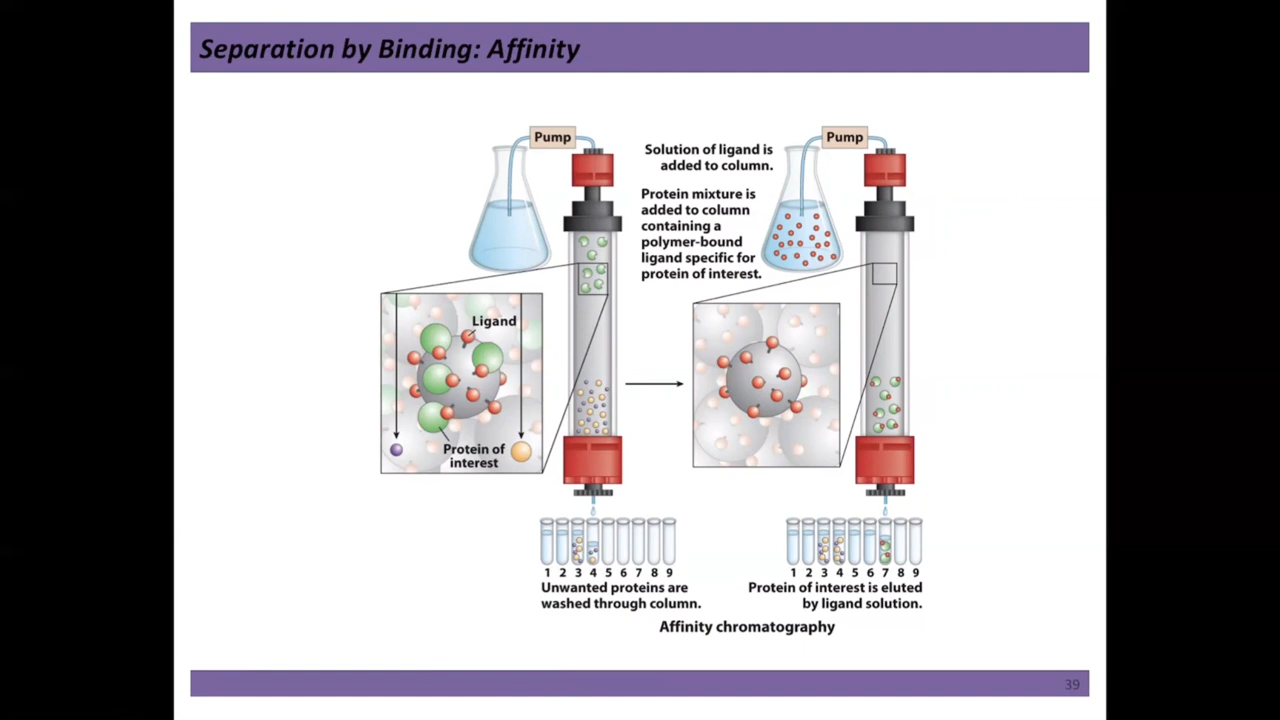 Separation by Binding: Affinity
Pump
Pump
Solution of ligand is
added to column.
Protein mixture is
added to column
containing a
polymer-bound
ligand specific for
protein of interest.
Ligand
Protein of
interest
1 2 3 4 5 6 7 8 9
Unwanted proteins are
washed through column.
1 2 3 4 5 6 7 8 9
Protein of interest is eluted
by ligand solution.
Affinity chromatography
39